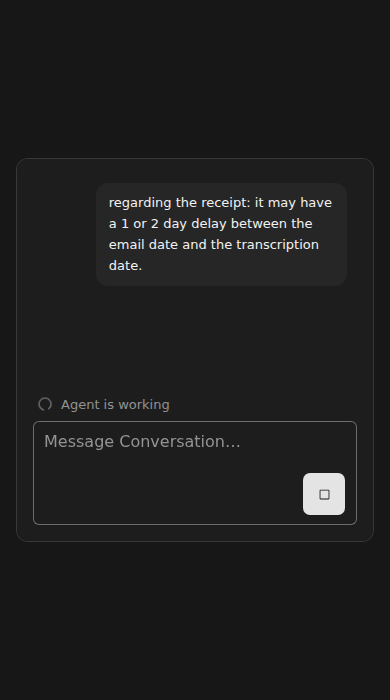 regarding the receipt: it may have
a 1 or 2 day delay between the
email date and the transcription
date.
Agent is working
Message Conversation...